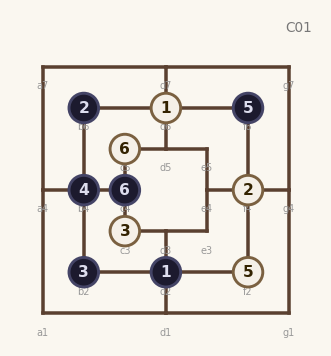 C01
a7 d7 g7
2 1 5
b6 d6 f6
6
c5 d5 e5
4 6 2
a4 b4 c4 e4 f4 g4
3
c3 d3 e3
3 1 5
b2 d2 f2
a1 d1 g1